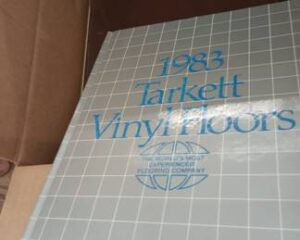 1983
Tarkett
Vinyl Floors
THE WORLD'S MOST
EXPERIENCED
FLOORING COMPANY